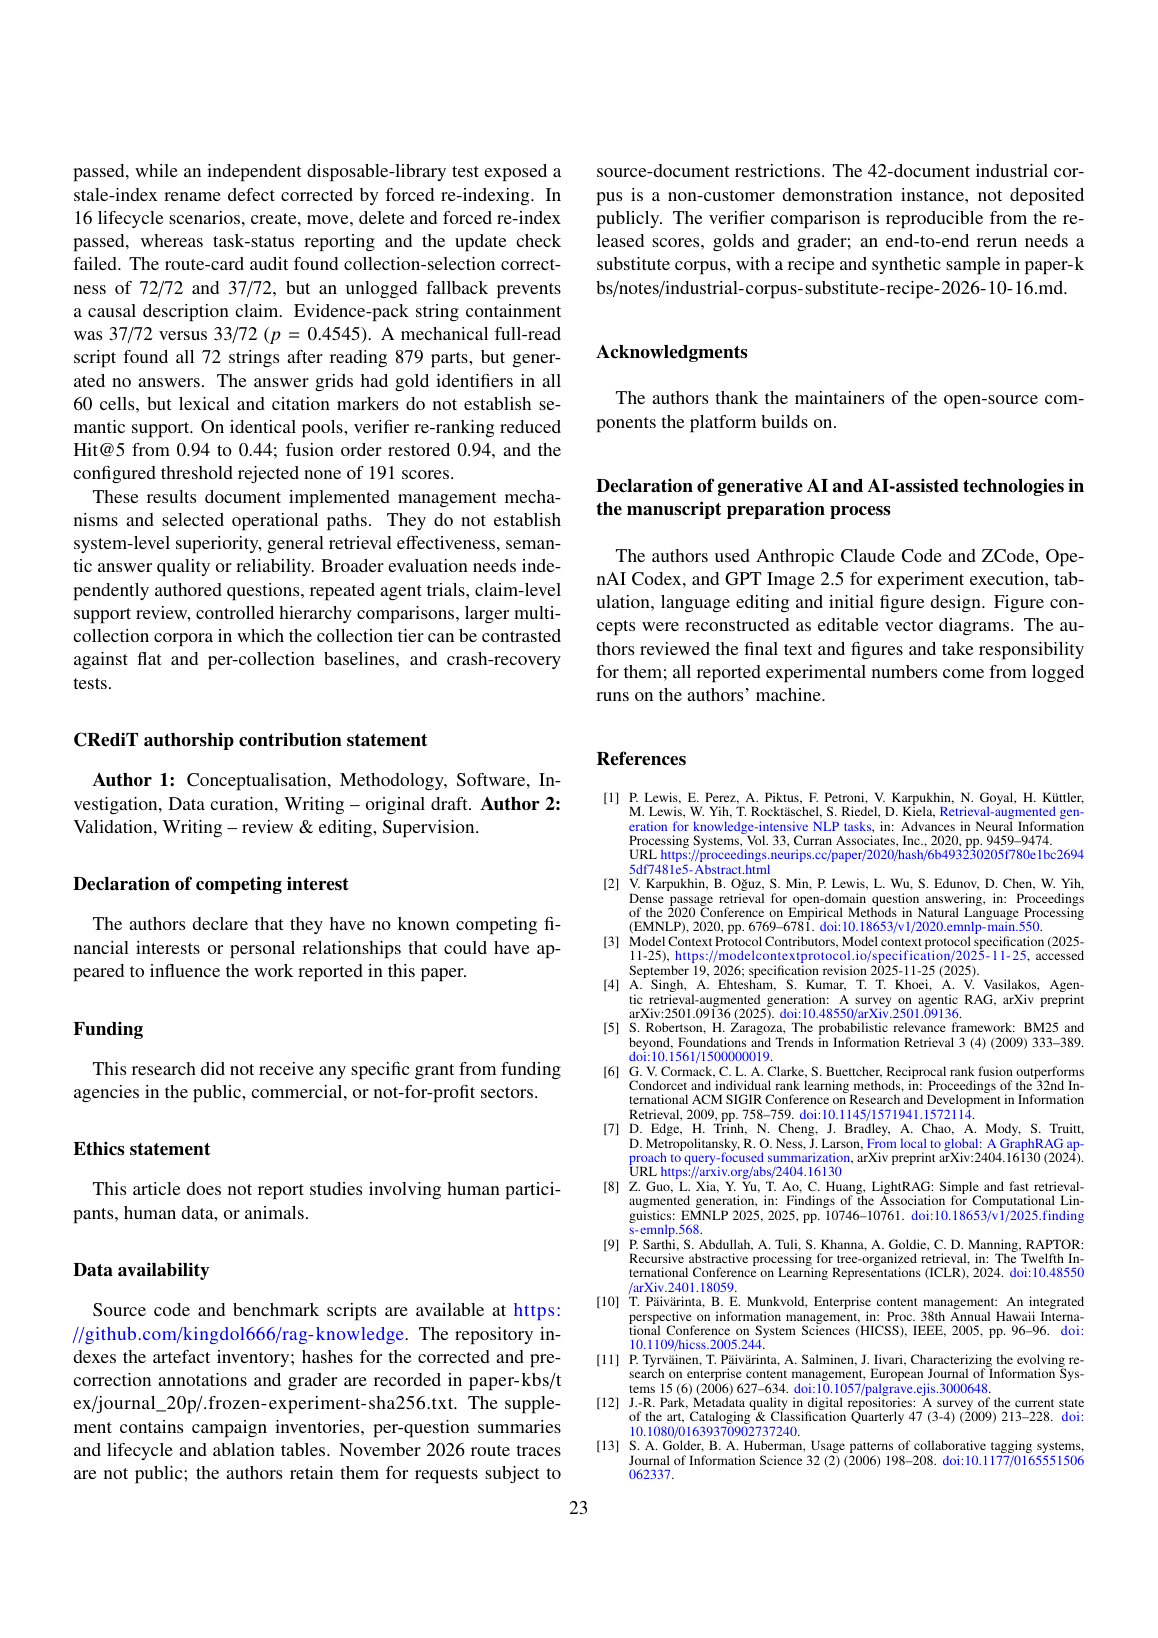 passed, while an independent disposable-library test exposed a
stale-index rename defect corrected by forced re-indexing. In
16 lifecycle scenarios, create, move, delete and forced re-index
passed, whereas task-status reporting and the update check
failed. The route-card audit found collection-selection correct-
ness of 72/72 and 37/72, but an unlogged fallback prevents
a causal description claim. Evidence-pack string containment
was 37/72 versus 33/72 (p = 0.4545). A mechanical full-read
script found all 72 strings after reading 879 parts, but gener-
ated no answers. The answer grids had gold identifiers in all
60 cells, but lexical and citation markers do not establish se-
mantic support. On identical pools, verifier re-ranking reduced
Hit@5 from 0.94 to 0.44; fusion order restored 0.94, and the
configured threshold rejected none of 191 scores.
These results document implemented management mecha-
nisms and selected operational paths. They do not establish
system-level superiority, general retrieval effectiveness, seman-
tic answer quality or reliability. Broader evaluation needs inde-
pendently authored questions, repeated agent trials, claim-level
support review, controlled hierarchy comparisons, larger multi-
collection corpora in which the collection tier can be contrasted
against flat and per-collection baselines, and crash-recovery
tests.
CRediT authorship contribution statement
Author 1: Conceptualisation, Methodology, Software, In-
vestigation, Data curation, Writing – original draft. Author 2:
Validation, Writing – review & editing, Supervision.
Declaration of competing interest
The authors declare that they have no known competing fi-
nancial interests or personal relationships that could have ap-
peared to influence the work reported in this paper.
Funding
This research did not receive any specific grant from funding
agencies in the public, commercial, or not-for-profit sectors.
Ethics statement
This article does not report studies involving human partici-
pants, human data, or animals.
Data availability
Source code and benchmark scripts are available at https:
//github.com/kingdol666/rag-knowledge. The repository in-
dexes the artefact inventory; hashes for the corrected and pre-
correction annotations and grader are recorded in paper-kbs/t
ex/journal_20p/.frozen-experiment-sha256.txt. The supple-
ment contains campaign inventories, per-question summaries
and lifecycle and ablation tables. November 2026 route traces
are not public; the authors retain them for requests subject to
source-document restrictions. The 42-document industrial cor-
pus is a non-customer demonstration instance, not deposited
publicly. The verifier comparison is reproducible from the re-
leased scores, golds and grader; an end-to-end rerun needs a
substitute corpus, with a recipe and synthetic sample in paper-k
bs/notes/industrial-corpus-substitute-recipe-2026-10-16.md.
Acknowledgments
The authors thank the maintainers of the open-source com-
ponents the platform builds on.
Declaration of generative AI and AI-assisted technologies in
the manuscript preparation process
The authors used Anthropic Claude Code and ZCode, Ope-
nAI Codex, and GPT Image 2.5 for experiment execution, tab-
ulation, language editing and initial figure design. Figure con-
cepts were reconstructed as editable vector diagrams. The au-
thors reviewed the final text and figures and take responsibility
for them; all reported experimental numbers come from logged
runs on the authors' machine.
References
[1] P. Lewis, E. Perez, A. Piktus, F. Petroni, V. Karpukhin, N. Goyal, H. Küttler,
M. Lewis, W. Yih, T. Rocktäschel, S. Riedel, D. Kiela, Retrieval-augmented gen-
eration for knowledge-intensive NLP tasks, in: Advances in Neural Information
Processing Systems, Vol. 33, Curran Associates, Inc., 2020, pp. 9459–9474.
URL https://proceedings.neurips.cc/paper/2020/hash/6b493230205f780e1bc2694
5df7481e5-Abstract.html
[2] V. Karpukhin, B. Oğuz, S. Min, P. Lewis, L. Wu, S. Edunov, D. Chen, W. Yih,
Dense passage retrieval for open-domain question answering, in: Proceedings
of the 2020 Conference on Empirical Methods in Natural Language Processing
(EMNLP), 2020, pp. 6769–6781. doi:10.18653/v1/2020.emnlp-main.550.
[3] Model Context Protocol Contributors, Model context protocol specification (2025-
11-25), https://modelcontextprotocol.io/specification/2025-11-25, accessed
September 19, 2026; specification revision 2025-11-25 (2025).
[4] A. Singh, A. Ehtesham, S. Kumar, T. T. Khoei, A. V. Vasilakos, Agen-
tic retrieval-augmented generation: A survey on agentic RAG, arXiv preprint
arXiv:2501.09136 (2025). doi:10.48550/arXiv.2501.09136.
[5] S. Robertson, H. Zaragoza, The probabilistic relevance framework: BM25 and
beyond, Foundations and Trends in Information Retrieval 3 (4) (2009) 333–389.
doi:10.1561/1500000019.
[6] G. V. Cormack, C. L. A. Clarke, S. Buettcher, Reciprocal rank fusion outperforms
Condorcet and individual rank learning methods, in: Proceedings of the 32nd In-
ternational ACM SIGIR Conference on Research and Development in Information
Retrieval, 2009, pp. 758–759. doi:10.1145/1571941.1572114.
[7] D. Edge, H. Trinh, N. Cheng, J. Bradley, A. Chao, A. Mody, S. Truitt,
D. Metropolitansky, R. O. Ness, J. Larson, From local to global: A GraphRAG ap-
proach to query-focused summarization, arXiv preprint arXiv:2404.16130 (2024).
URL https://arxiv.org/abs/2404.16130
[8] Z. Guo, L. Xia, Y. Yu, T. Ao, C. Huang, LightRAG: Simple and fast retrieval-
augmented generation, in: Findings of the Association for Computational Lin-
guistics: EMNLP 2025, 2025, pp. 10746–10761. doi:10.18653/v1/2025.finding
s-emnlp.568.
[9] P. Sarthi, S. Abdullah, A. Tuli, S. Khanna, A. Goldie, C. D. Manning, RAPTOR:
Recursive abstractive processing for tree-organized retrieval, in: The Twelfth In-
ternational Conference on Learning Representations (ICLR), 2024. doi:10.48550
/arXiv.2401.18059.
[10] T. Päivärinta, B. E. Munkvold, Enterprise content management: An integrated
perspective on information management, in: Proc. 38th Annual Hawaii Interna-
tional Conference on System Sciences (HICSS), IEEE, 2005, pp. 96–96. doi:
10.1109/hicss.2005.244.
[11] P. Tyrväinen, T. Päivärinta, A. Salminen, J. Iivari, Characterizing the evolving re-
search on enterprise content management, European Journal of Information Sys-
tems 15 (6) (2006) 627–634. doi:10.1057/palgrave.ejis.3000648.
[12] J.-R. Park, Metadata quality in digital repositories: A survey of the current state
of the art, Cataloging & Classification Quarterly 47 (3-4) (2009) 213–228. doi:
10.1080/01639370902737240.
[13] S. A. Golder, B. A. Huberman, Usage patterns of collaborative tagging systems,
Journal of Information Science 32 (2) (2006) 198–208. doi:10.1177/0165551506
062337.
23